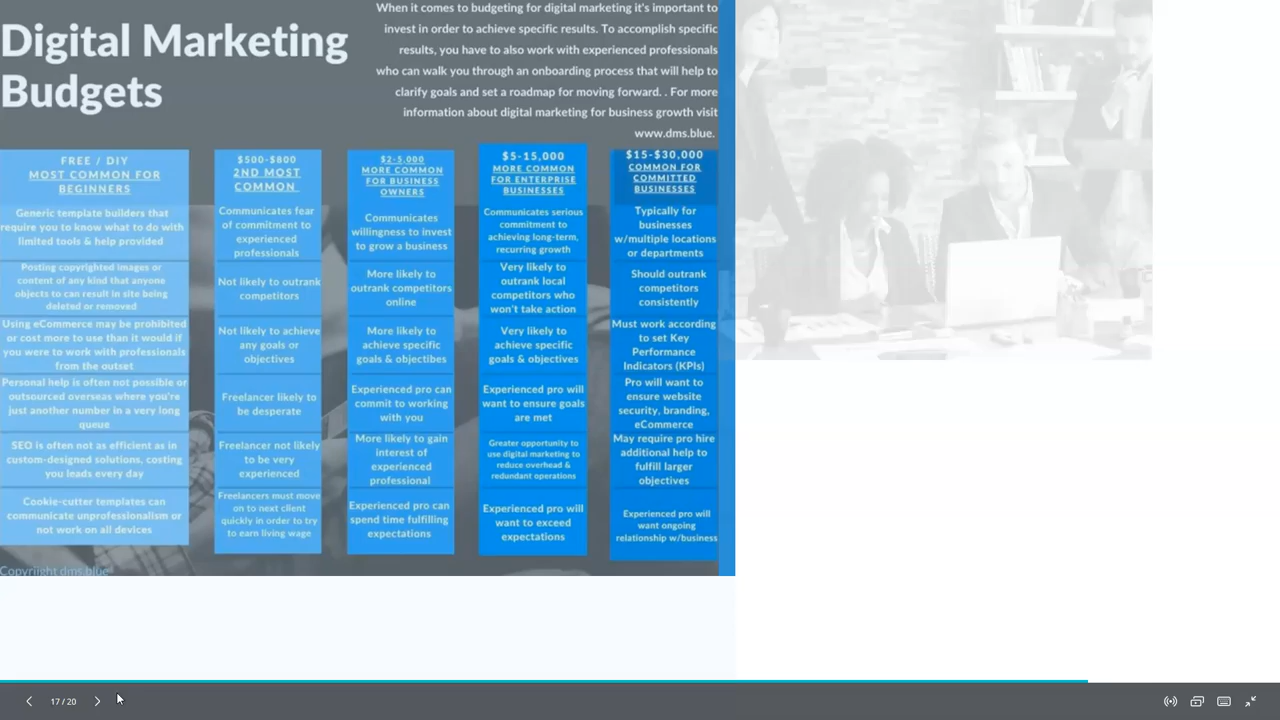 Digital Marketing
Budgets
When it comes to budgeting for digital marketing it's important to
invest in order to achieve specific results. To accomplish specific
results, you have to also work with experienced professionals
who can walk you through an onboarding process that will help to
clarify goals and set a roadmap for moving forward. . For more
information about digital marketing for business growth visit
www.dms.blue.
FREE / DIY
MOST COMMON FOR
BEGINNERS
Generic template builders that
require you to know what to do with
limited tools & help provided
Posting copyrighted images or
content of any kind that anyone
objects to can result in site being
deleted or removed
Using eCommerce may be prohibited
or cost more to use than it would if
you were to work with professionals
from the outset
Personal help is often not possible or
outsourced overseas where you're
just another number in a very long
queue
SEO is often not as efficient as in
custom-designed solutions, costing
you leads every day
Cookie-cutter templates can
communicate unprofessionalism or
not work on all devices
$500-$800
2ND MOST
COMMON
Communicates fear
of commitment to
experienced
professionals
Not likely to outrank
competitors
Not likely to achieve
any goals or
objectives
Freelancer likely to
be desperate
Freelancer not likely
to be very
experienced
Freelancers must move
on to next client
quickly in order to try
to earn living wage
$2-5,000
MORE COMMON
FOR BUSINESS
OWNERS
Communicates
willingness to invest
to grow a business
More likely to
outrank competitors
online
More likely to
achieve specific
goals & objectibes
Experienced pro can
commit to working
with you
More likely to gain
interest of
experienced
professional
Experienced pro can
spend time fulfilling
expectations
$5-15,000
MORE COMMON
FOR ENTERPRISE
BUSINESSES
Communicates serious
commitment to
achieving long-term,
recurring growth
Very likely to
outrank local
competitors who
won't take action
Very likely to
achieve specific
goals & objectives
Experienced pro will
want to ensure goals
are met
Greater opportunity to
use digital marketing to
reduce overhead &
redundant operations
Experienced pro will
want to exceed
expectations
$15-$30,000
COMMON FOR
COMMITTED
BUSINESSES
Typically for
businesses
w/multiple locations
or departments
Should outrank
competitors
consistently
Must work according
to set Key
Performance
Indicators (KPIs)
Pro will want to
ensure website
security, branding,
eCommerce
May require pro hire
additional help to
fulfill larger
objectives
Experienced pro will
want ongoing
relationship w/business
Copyriight dms.blue
17 / 20